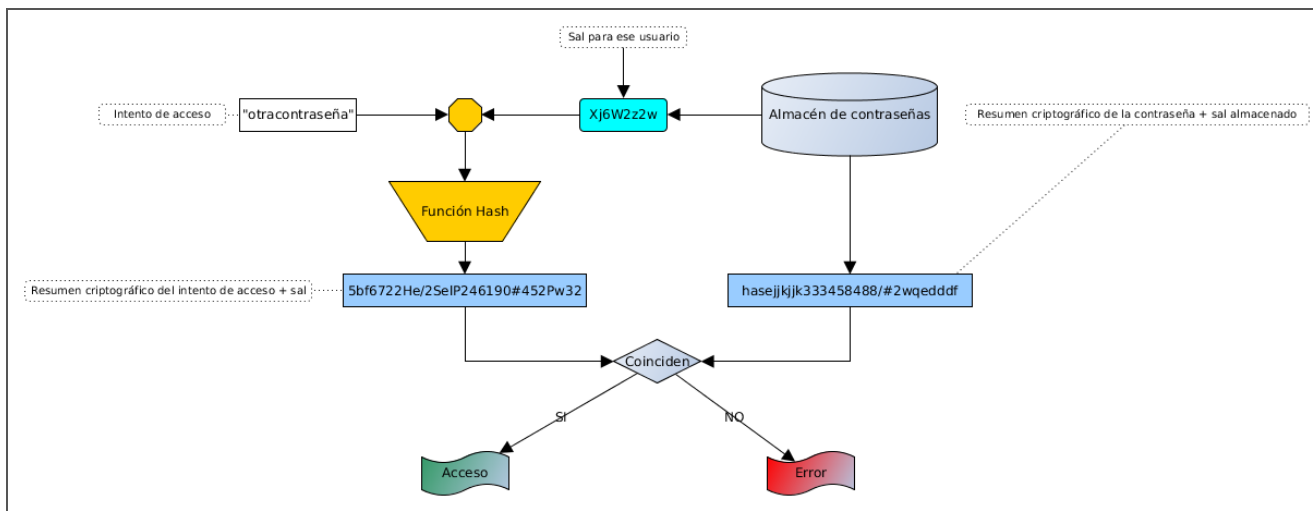 Sal para ese usuario
Intento de acceso
"otracontraseña"
Xj6W2z2w
Almacén de contraseñas
Resumen criptográfico de la contraseña + sal almacenado
Función Hash
Resumen criptográfico del intento de acceso + sal
5bf6722He/2SeIP246190#452Pw32
hasejjkjjk333458488/#2wqedddf
Coinciden
SI
NO
Acceso
Error